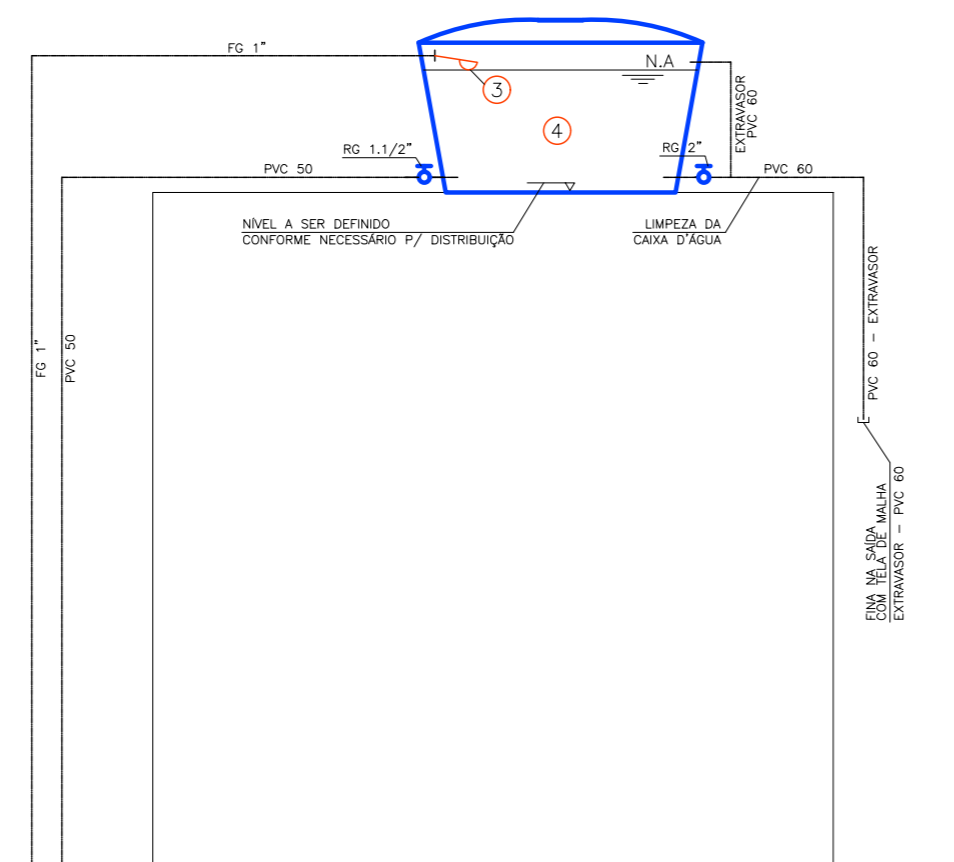 FG 1"
N.A
3
4
EXTRAVASOR
PVC 60
RG 1.1/2"
RG 2"
PVC 50
PVC 60
NÍVEL A SER DEFINIDO
CONFORME NECESSÁRIO P/ DISTRIBUIÇÃO
LIMPEZA DA
CAIXA D'ÁGUA
FG 1"
PVC 50
PVC 60 – EXTRAVASOR
FINA NA SAÍDA
COM TELA DE MALHA
EXTRAVASOR – PVC 60